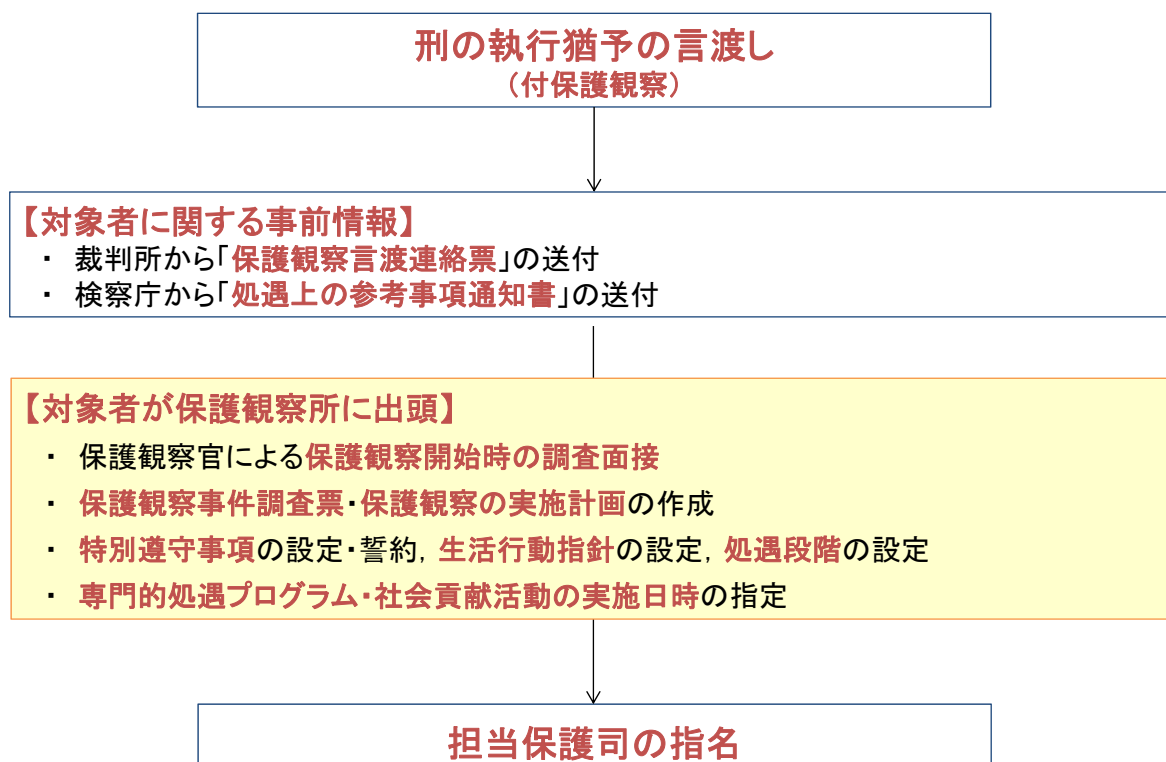 刑の執行猶予の言渡し
（付保護観察）
【対象者に関する事前情報】
・ 裁判所から「保護観察言渡連絡票」の送付
・ 検察庁から「処遇上の参考事項通知書」の送付
【対象者が保護観察所に出頭】
・ 保護観察官による保護観察開始時の調査面接
・ 保護観察事件調査票・保護観察の実施計画の作成
・ 特別遵守事項の設定・誓約，生活行動指針の設定，処遇段階の設定
・ 専門的処遇プログラム・社会貢献活動の実施日時の指定
担当保護司の指名